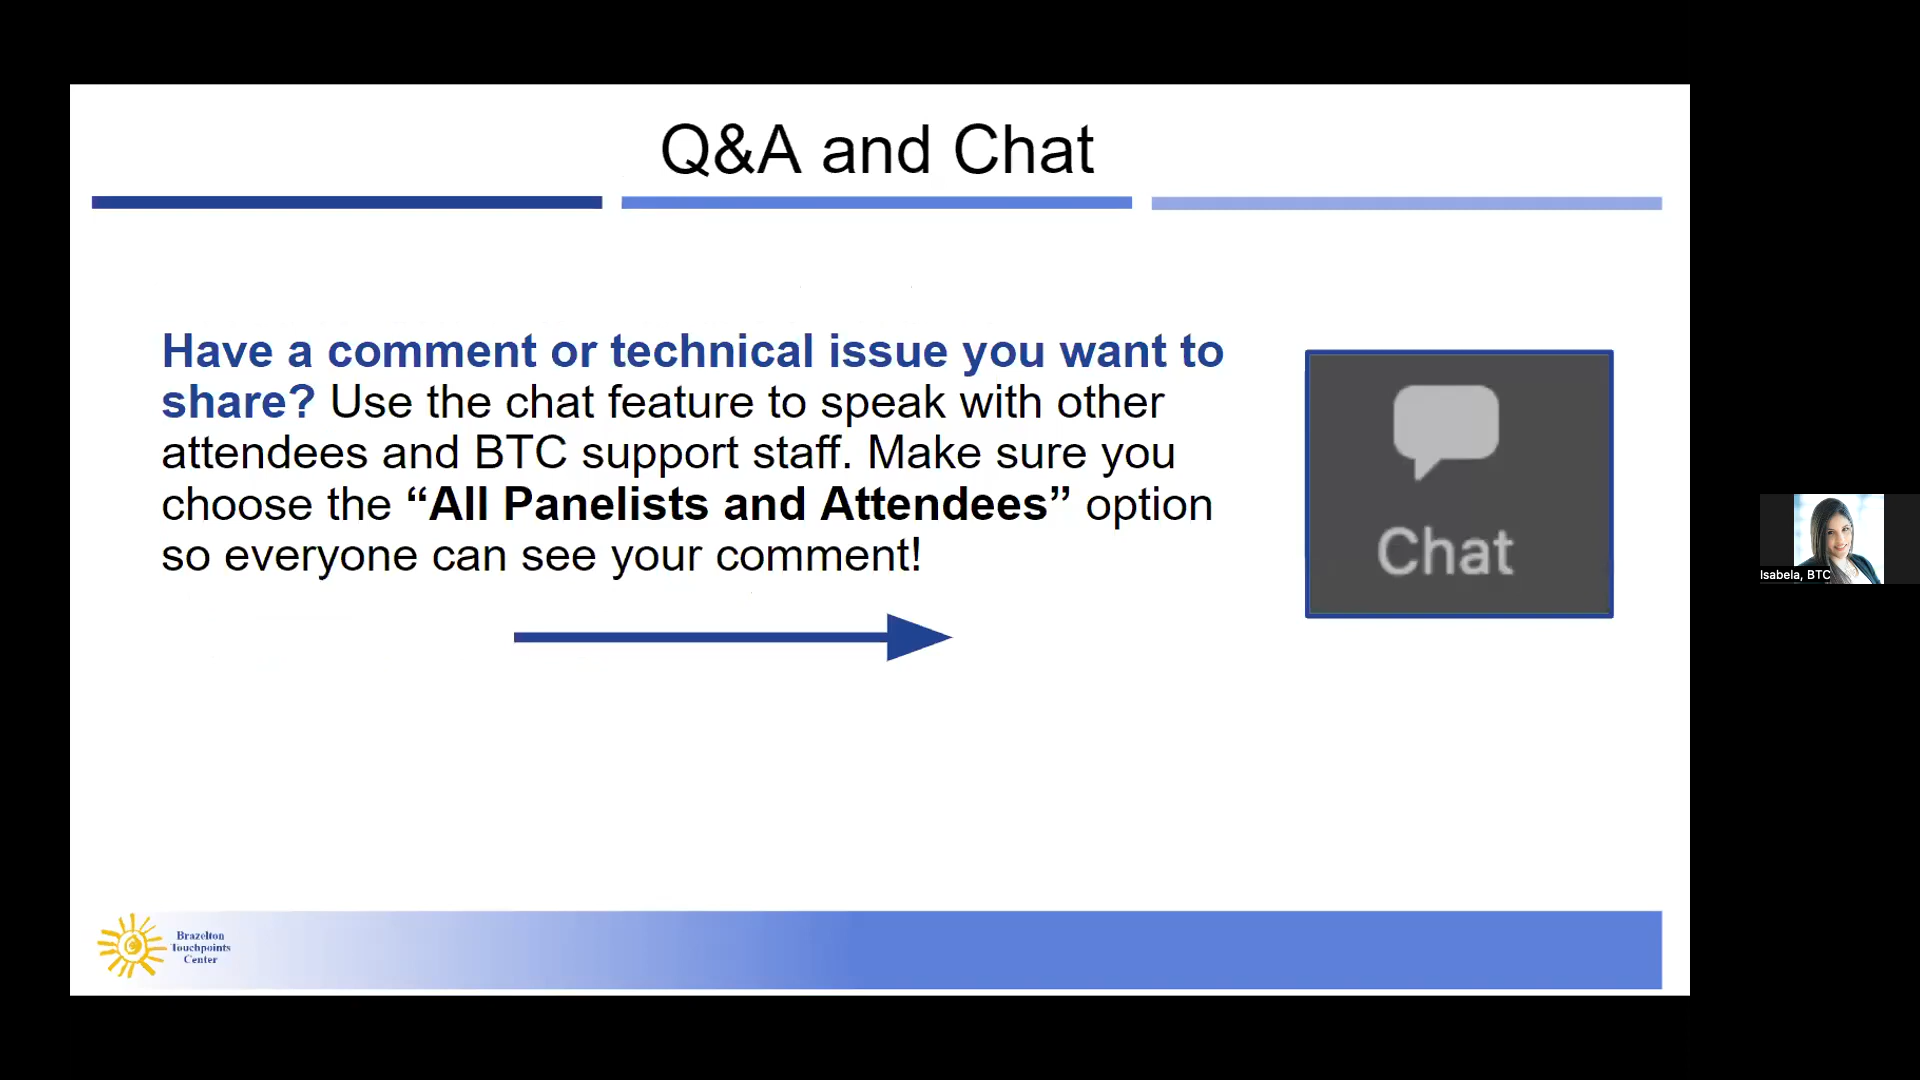 Q&A and Chat
Have a comment or technical issue you want to
share? Use the chat feature to speak with other
attendees and BTC support staff. Make sure you
choose the “All Panelists and Attendees” option
so everyone can see your comment!
Chat
Isabela, BTC
Brazelton
Touchpoints
Center